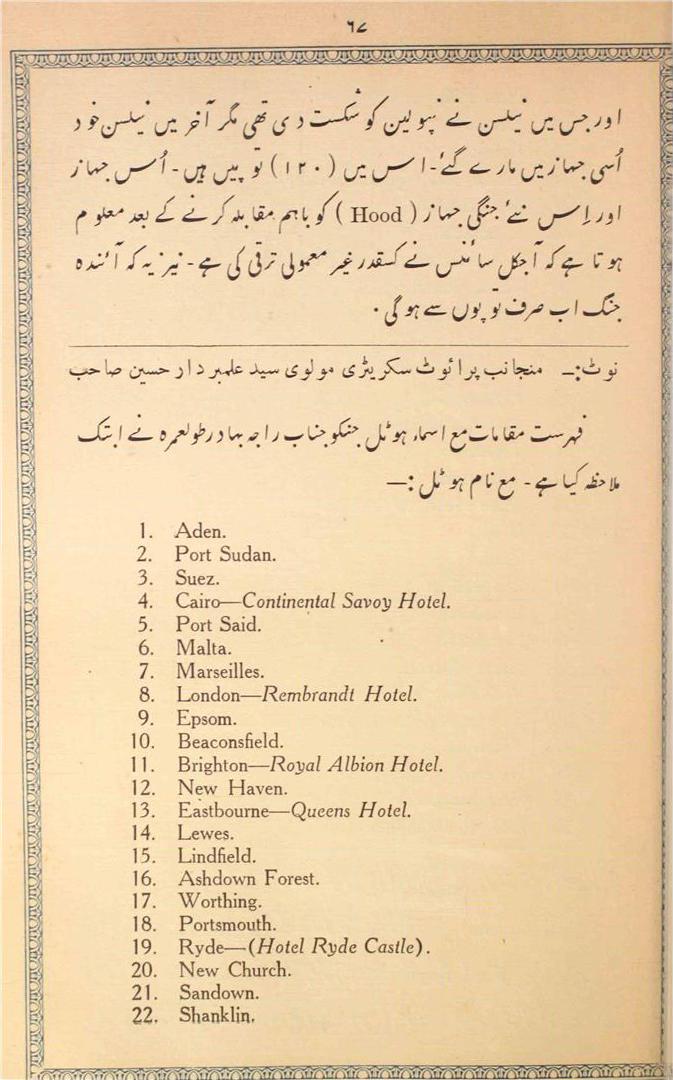 ٦٧
اور جس میں نیلسن نے نپولین کو شکست دی تھی مگر آخر میں نیلسن خود
اُسی جہاز میں مارے گئے۔ اس میں (١٢٠) توپیں ہیں۔ اُس جہاز
اور اِس نئے جنگی جہاز (Hood) کو باہم مقابلہ کرنے کے بعد معلوم
ہوتا ہے کہ آجکل سائنس نے کسقدر غیر معمولی ترقی کی ہے۔ نیز یہ کہ آئندہ
جنگ اب صرف توپوں سے ہوگی۔
نوٹ:۔ منجانب پرائوٹ سکریٹری مولوی سید علمبردار حسین صاحب
فہرست مقامات مع اسماء ہوٹل جنکو جناب راجہ بہادر طولعمرہ نے ابتک
ملاحظہ کیا ہے۔ مع نام ہوٹل :—
1. Aden.
2. Port Sudan.
3. Suez.
4. Cairo—Continental Savoy Hotel.
5. Port Said.
6. Malta.
7. Marseilles.
8. London—Rembrandt Hotel.
9. Epsom.
10. Beaconsfield.
11. Brighton—Royal Albion Hotel.
12. New Haven.
13. Eastbourne—Queens Hotel.
14. Lewes.
15. Lindfield.
16. Ashdown Forest.
17. Worthing.
18. Portsmouth.
19. Ryde—(Hotel Ryde Castle).
20. New Church.
21. Sandown.
22. Shanklin.